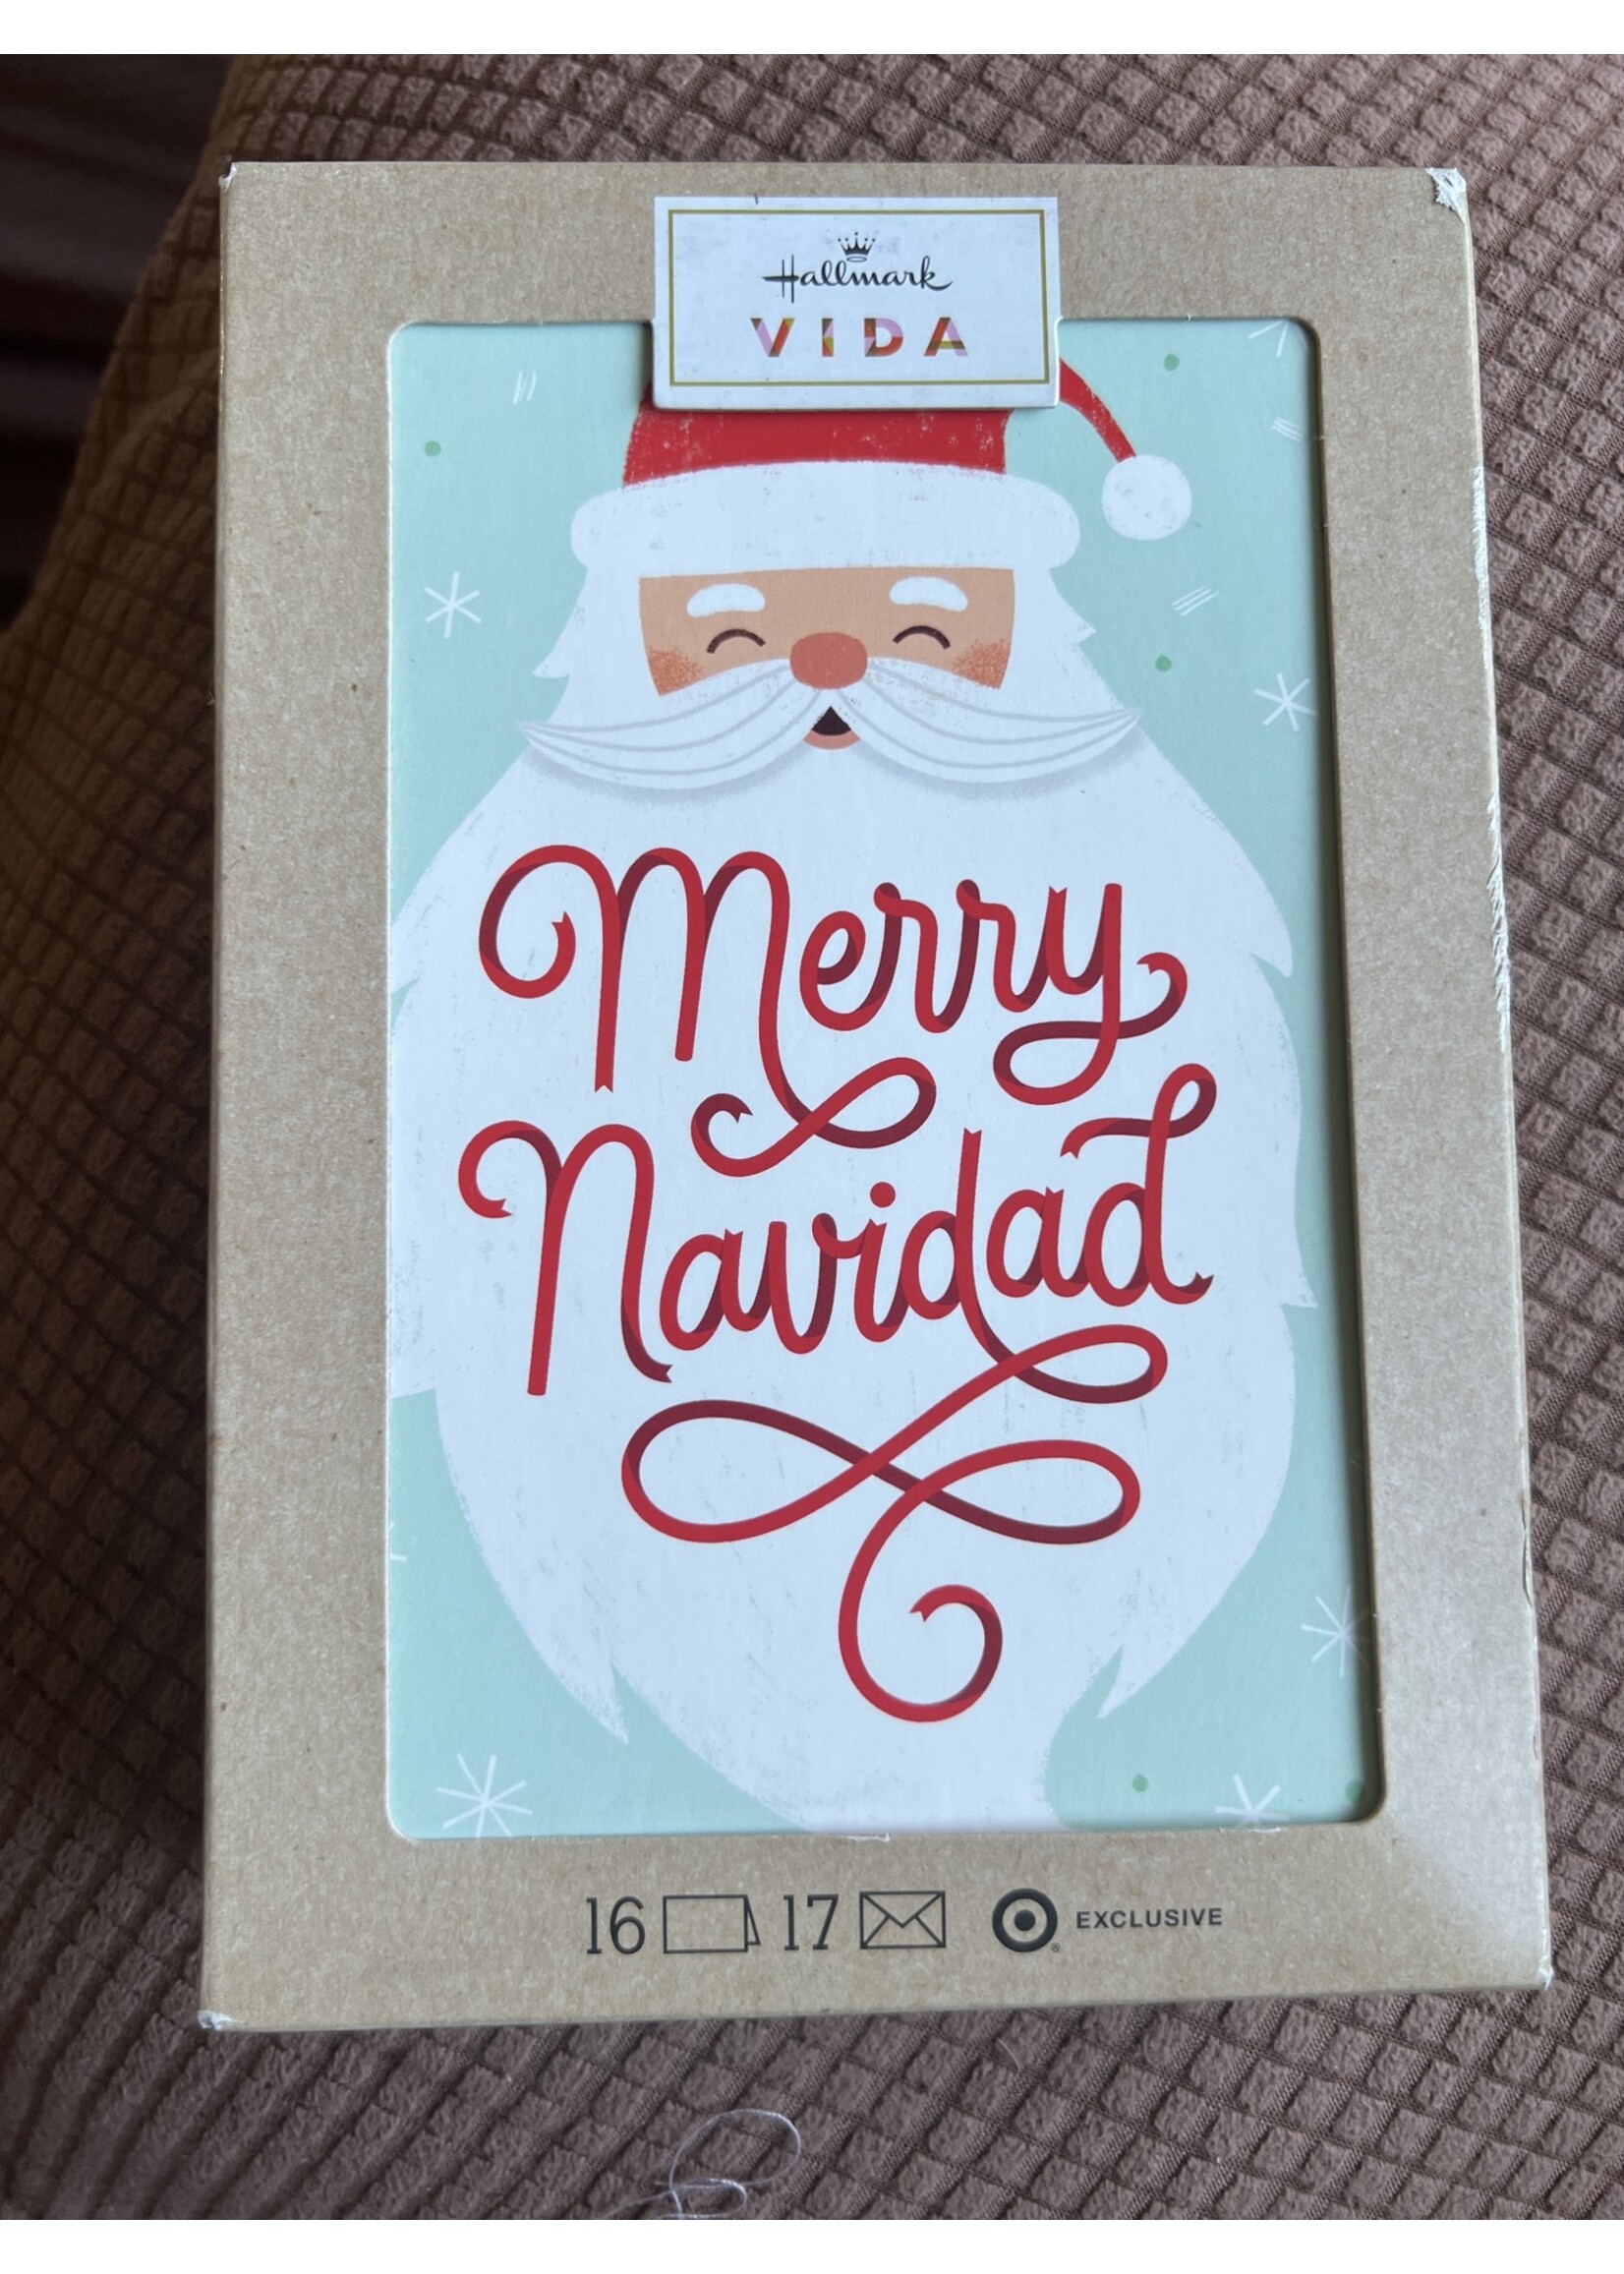 Hallmark
VIDA
Merry
Navidad
16 17 EXCLUSIVE